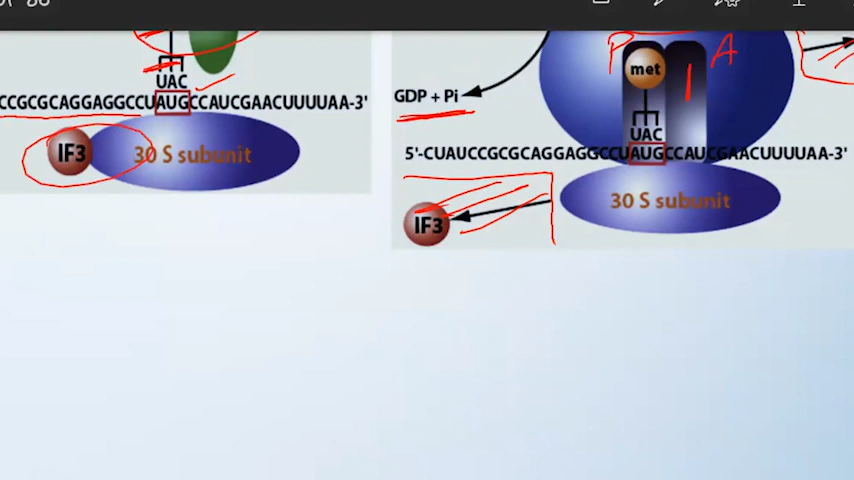 UAC
CCGCGCAGGAGGCCUAUGCCAUCGAACUUUUAA-3'
IF3
30 S subunit
P A
met
GDP + Pi
UAC
5'-CUAUCCGCGCAGGAGGCCUAUGCCAUCGAACUUUUAA-3'
30 S subunit
IF3